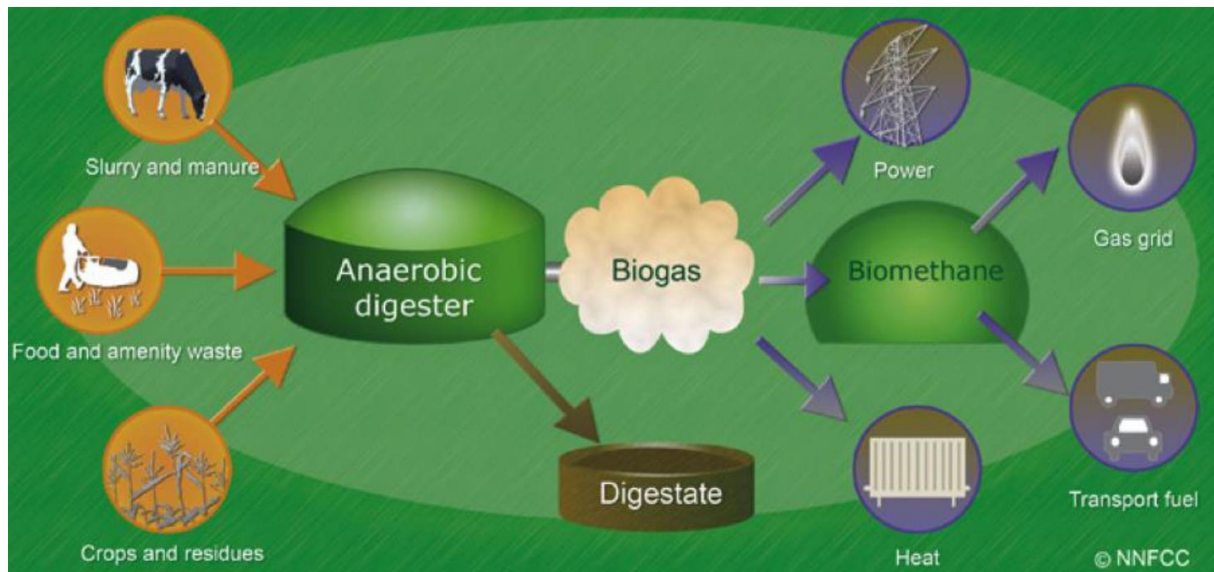 Slurry and manure
Food and amenity waste
Crops and residues
Anaerobic
digester
Biogas
Digestate
Power
Biomethane
Heat
Gas grid
Transport fuel
© NNFCC